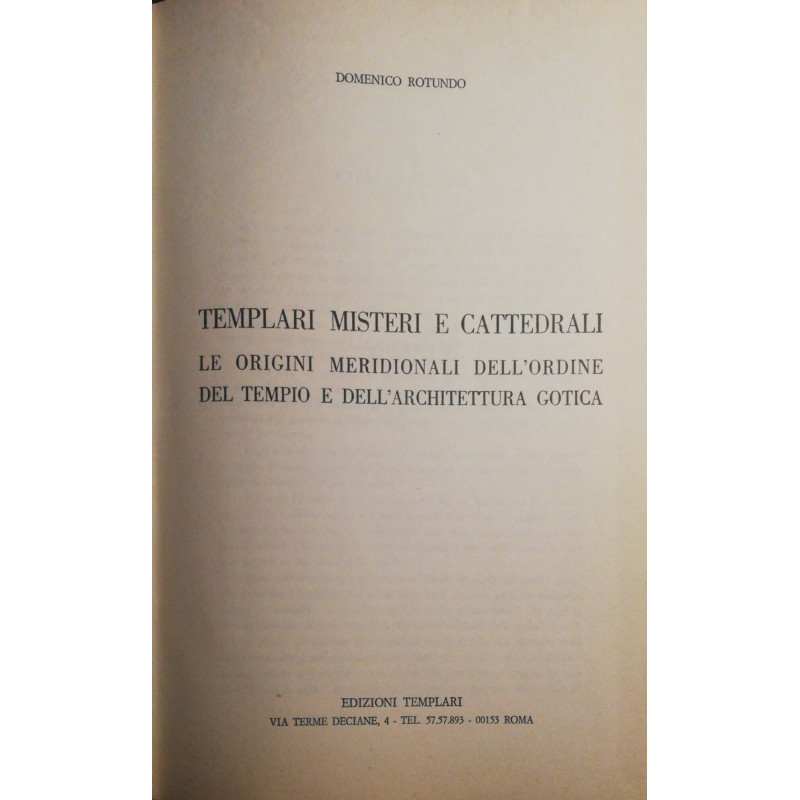 DOMENICO ROTUNDO
TEMPLARI MISTERI E CATTEDRALI
LE ORIGINI MERIDIONALI DELL'ORDINE
DEL TEMPIO E DELL'ARCHITETTURA GOTICA
EDIZIONI TEMPLARI
VIA TERME DECIANE, 4 - TEL. 57.57.893 - 00153 ROMA